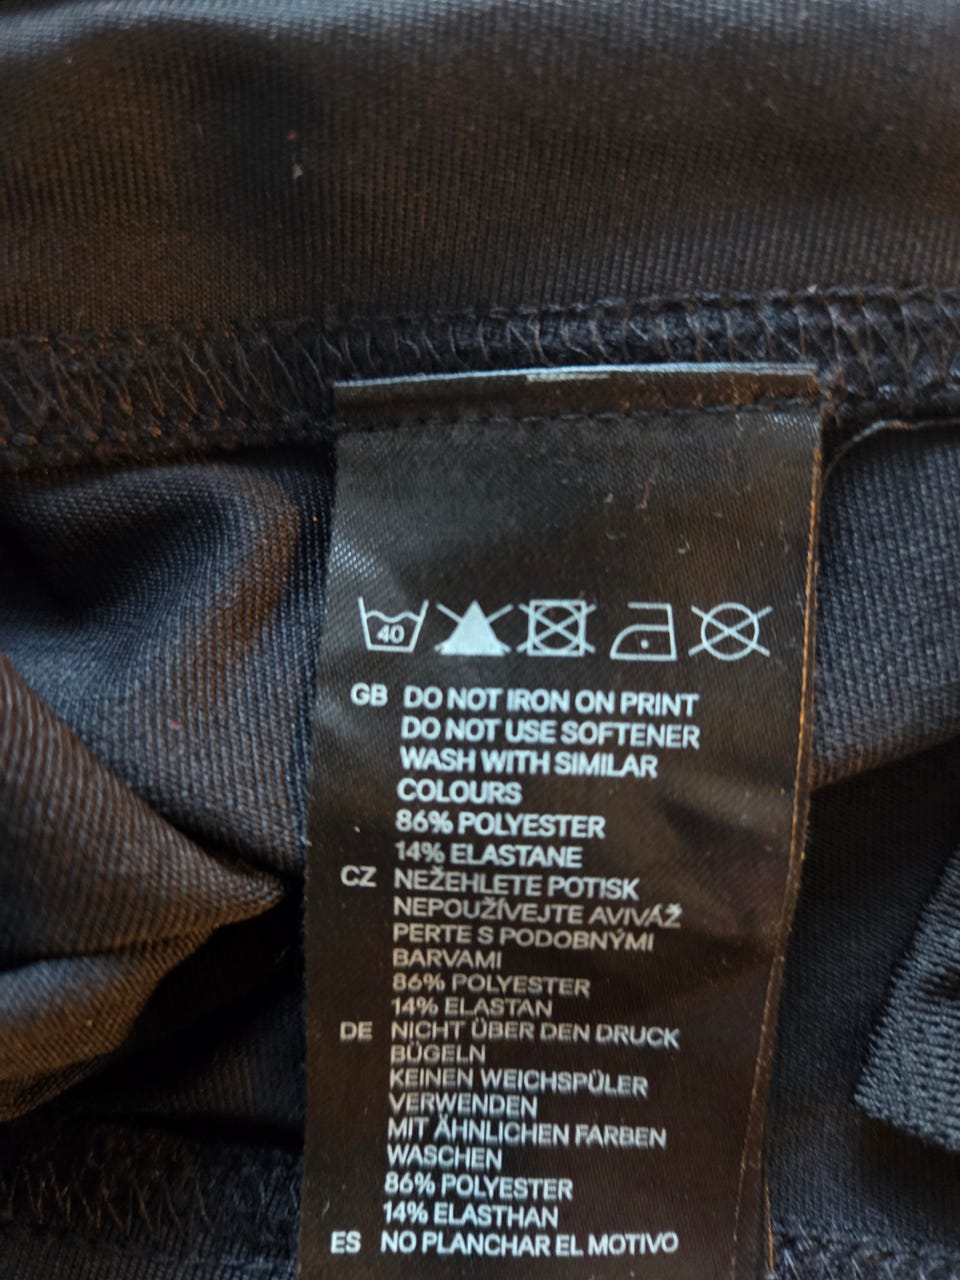 40
GB DO NOT IRON ON PRINT
DO NOT USE SOFTENER
WASH WITH SIMILAR
COLOURS
86% POLYESTER
14% ELASTANE
CZ NEŽEHLETE POTISK
NEPOUŽÍVEJTE AVIVÁŽ
PERTE S PODOBNÝMI
BARVAMI
86% POLYESTER
14% ELASTAN
DE NICHT ÜBER DEN DRUCK
BÜGELN
KEINEN WEICHSPÜLER
VERWENDEN
MIT ÄHNLICHEN FARBEN
WASCHEN
86% POLYESTER
14% ELASTHAN
ES NO PLANCHAR EL MOTIVO